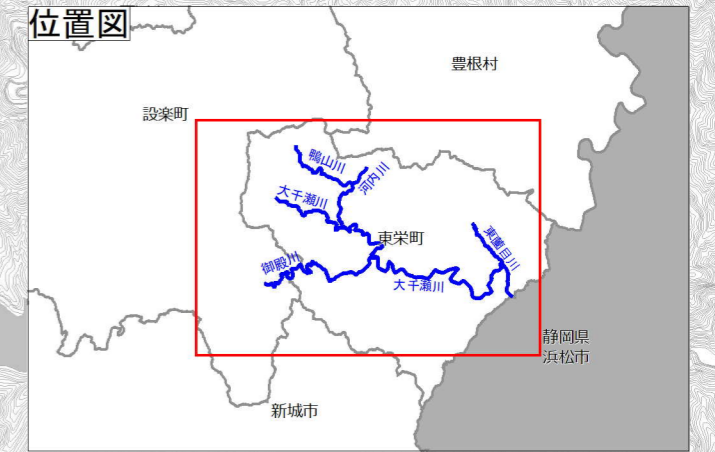 位置図
豊根村
設楽町
鴨山川
河内川
大千瀬川
東栄町
東薗目川
御殿川
大千瀬川
静岡県
浜松市
新城市